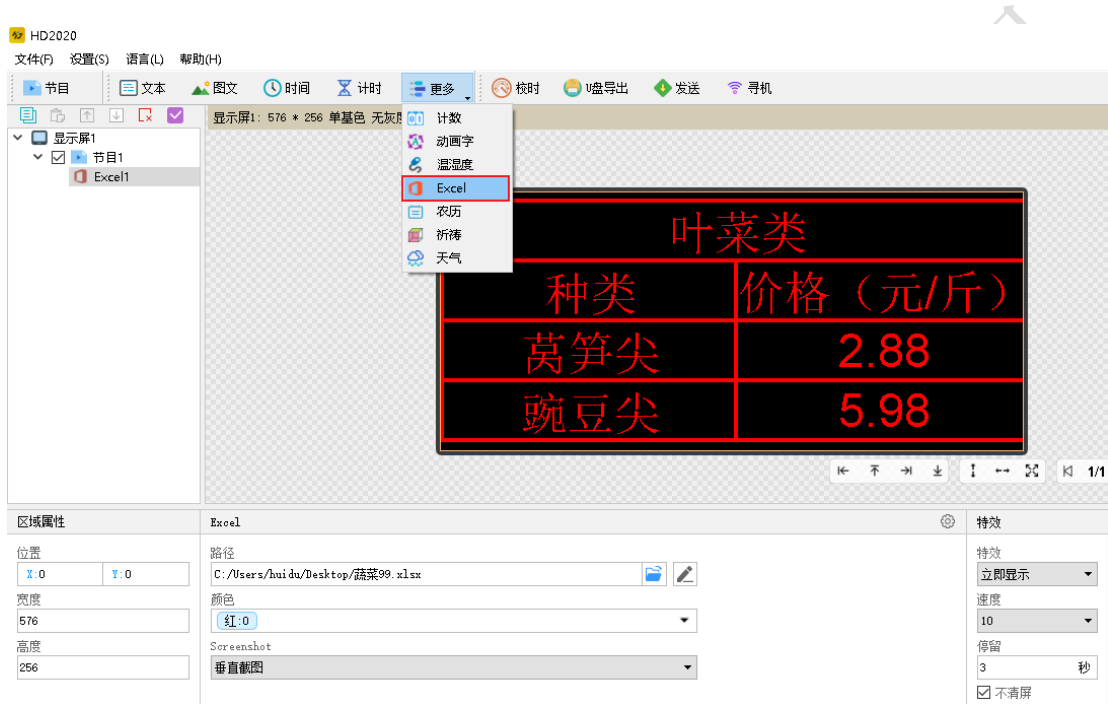 HD2020
文件(F) 设置(S) 语言(L) 帮助(H)
节目 文本 图文 时间 计时 更多 校时 U盘导出 发送 寻机
显示屏1: 576 * 256 单基色 无灰度
计数
动画字
温湿度
Excel
农历
祈祷
天气
显示屏1
节目1
Excel1
叶菜类
种类 价格（元/斤）
莴笋尖 2.88
豌豆尖 5.98
1/1
区域属性
位置
X:0 Y:0
宽度
576
高度
256
Excel
路径
C:/Users/huidu/Desktop/蔬菜99.xlsx
颜色
红:0
Screenshot
垂直截图
特效
特效
立即显示
速度
10
停留
3 秒
不清屏